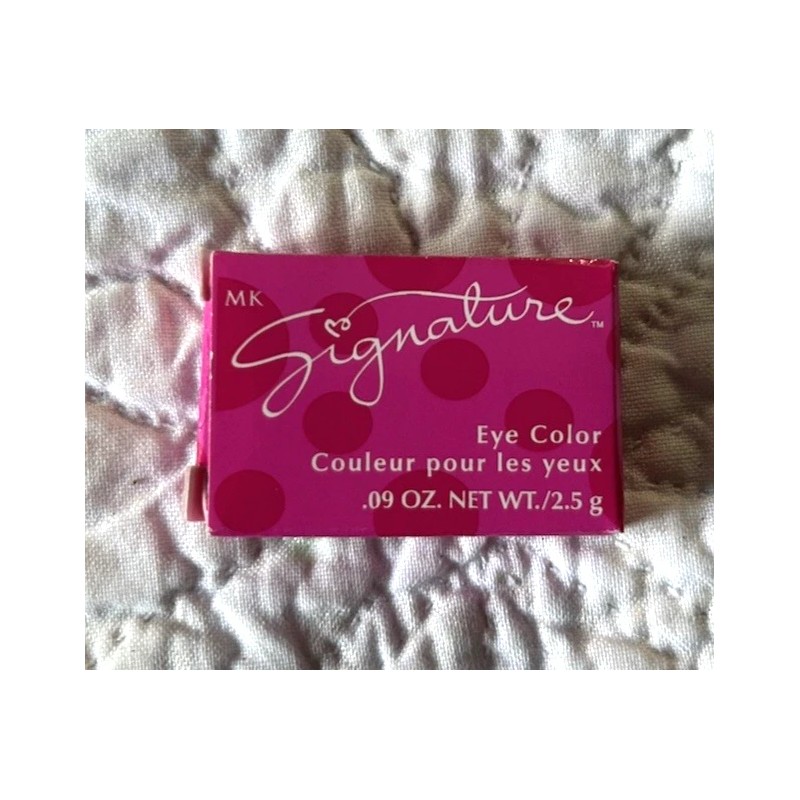 MK
Signature™
Eye Color
Couleur pour les yeux
.09 OZ. NET WT./2.5 g